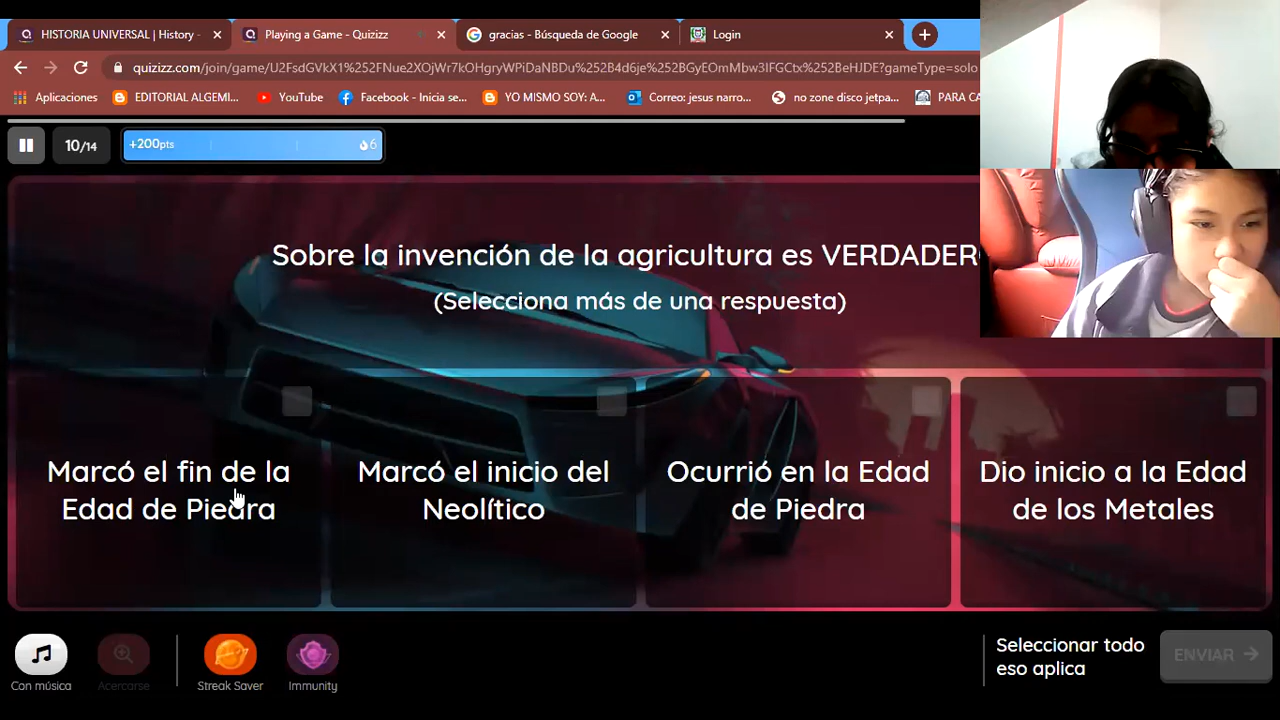 HISTORIA UNIVERSAL | History -
Playing a Game - Quizizz
gracias - Búsqueda de Google
Login
quizizz.com/join/game/U2FsdGVkX1%252FNue2XOjWr7kOHgryWPiDaNBDu%252B4d6je%252BGyEOmMbw3IFGCtx%252BeHJDE?gameType=solo
Aplicaciones
EDITORIAL ALGEMI...
YouTube
Facebook - Inicia se...
YO MISMO SOY: A...
Correo: jesus narro...
no zone disco jetpa...
PARA CA
10/14
+200pts
6
Sobre la invención de la agricultura es VERDADERO
(Selecciona más de una respuesta)
Marcó el fin de la
Edad de Piedra
Marcó el inicio del
Neolítico
Ocurrió en la Edad
de Piedra
Dio inicio a la Edad
de los Metales
Con música
Acercarse
Streak Saver
Immunity
Seleccionar todo
eso aplica
ENVIAR